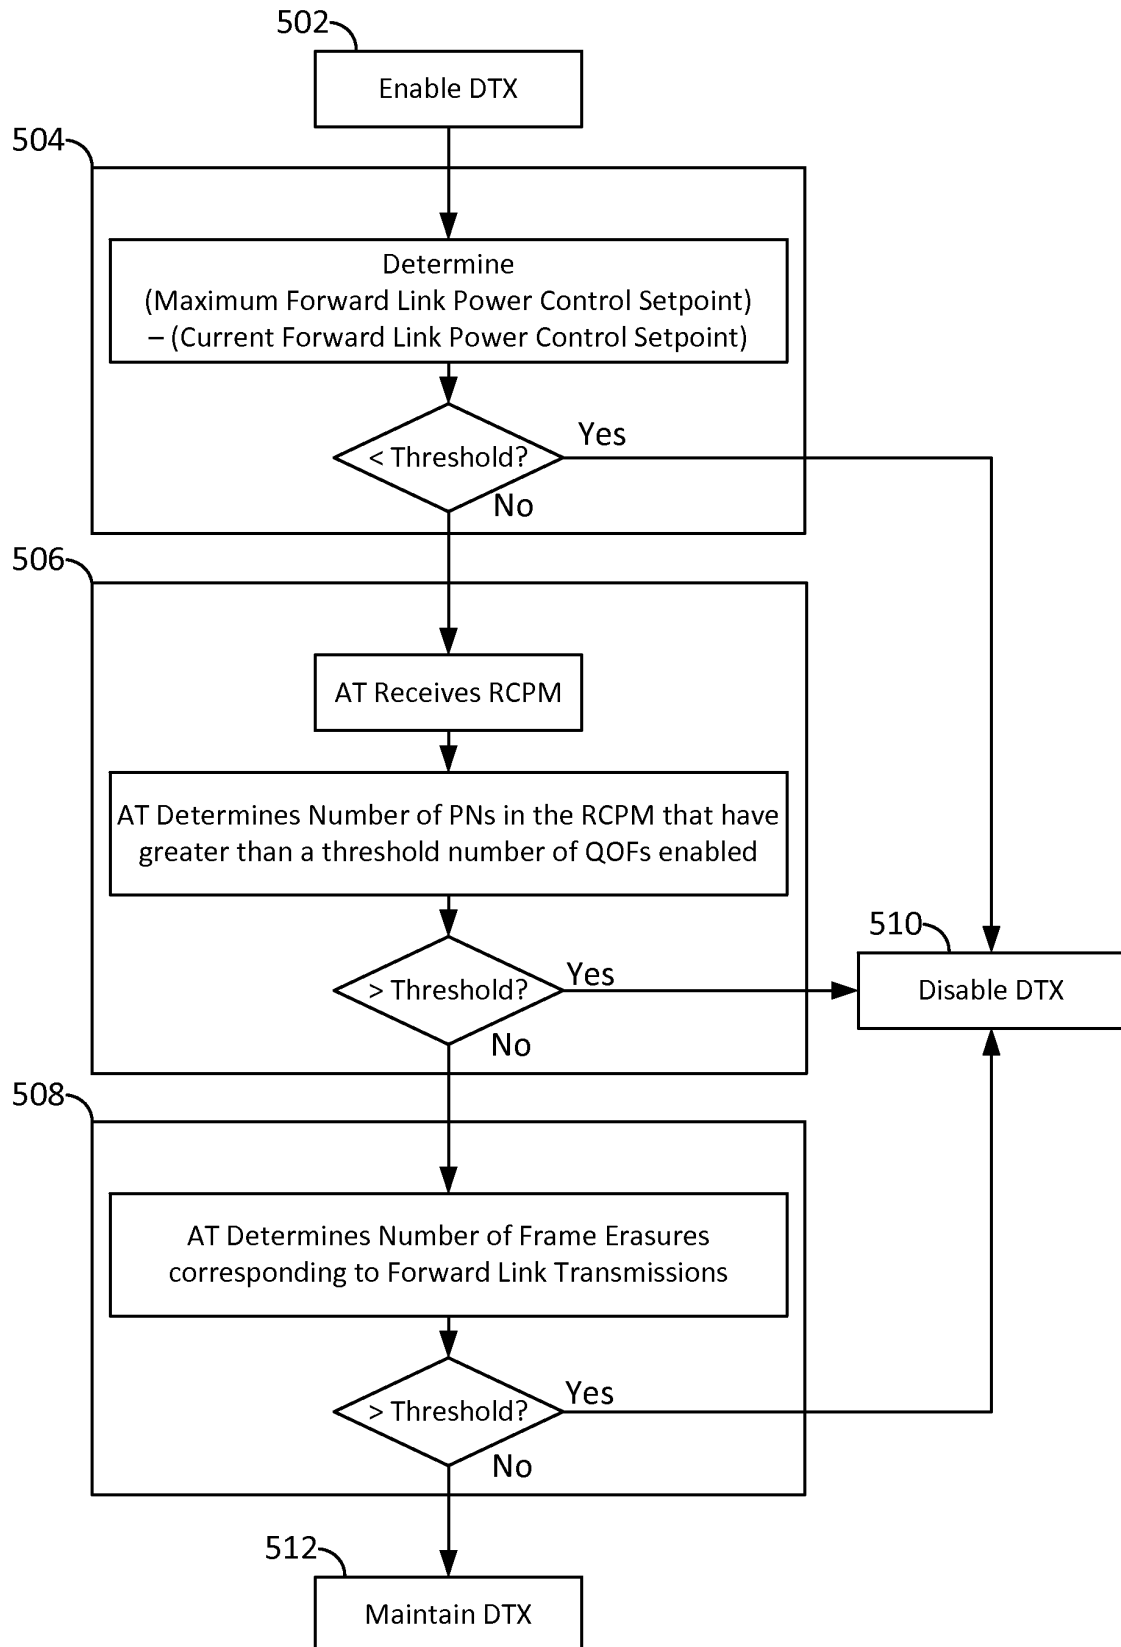 502
Enable DTX
504
Determine
(Maximum Forward Link Power Control Setpoint)
– (Current Forward Link Power Control Setpoint)
< Threshold?
Yes
No
506
AT Receives RCPM
AT Determines Number of PNs in the RCPM that have
greater than a threshold number of QOFs enabled
> Threshold?
Yes
No
510
Disable DTX
508
AT Determines Number of Frame Erasures
corresponding to Forward Link Transmissions
> Threshold?
Yes
No
512
Maintain DTX